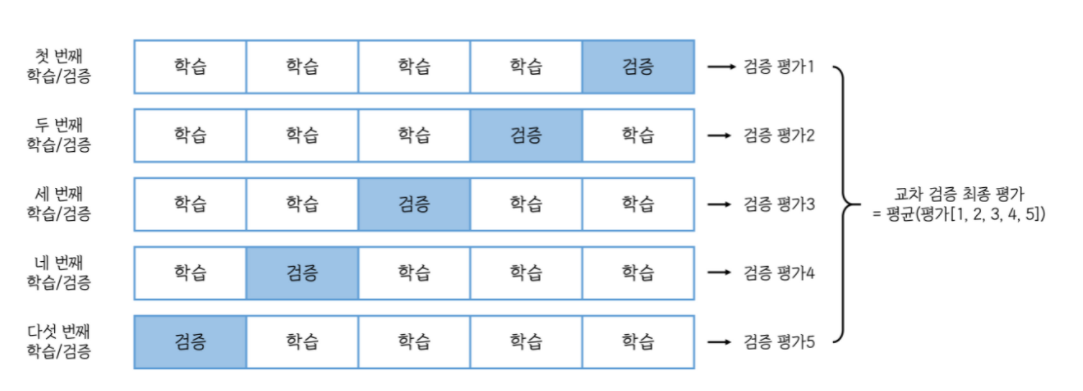 첫 번째
학습/검증
학습 학습 학습 학습 검증 검증 평가1
두 번째
학습/검증
학습 학습 학습 검증 학습 검증 평가2
세 번째
학습/검증
학습 학습 검증 학습 학습 검증 평가3
교차 검증 최종 평가
= 평균(평가[1, 2, 3, 4, 5])
네 번째
학습/검증
학습 검증 학습 학습 학습 검증 평가4
다섯 번째
학습/검증
검증 학습 학습 학습 학습 검증 평가5